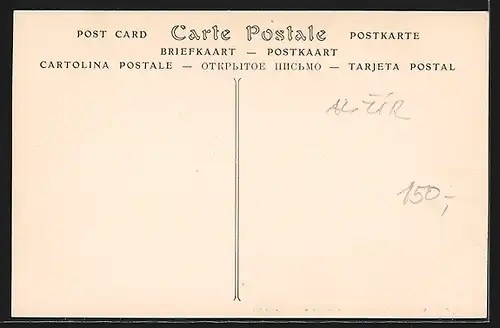 POST CARD Carte Postale POSTKARTE
BRIEFKAART — POSTKAART
CARTOLINA POSTALE — ОТКРЫТОЕ ПИСЬМО — TARJETA POSTAL
150,-